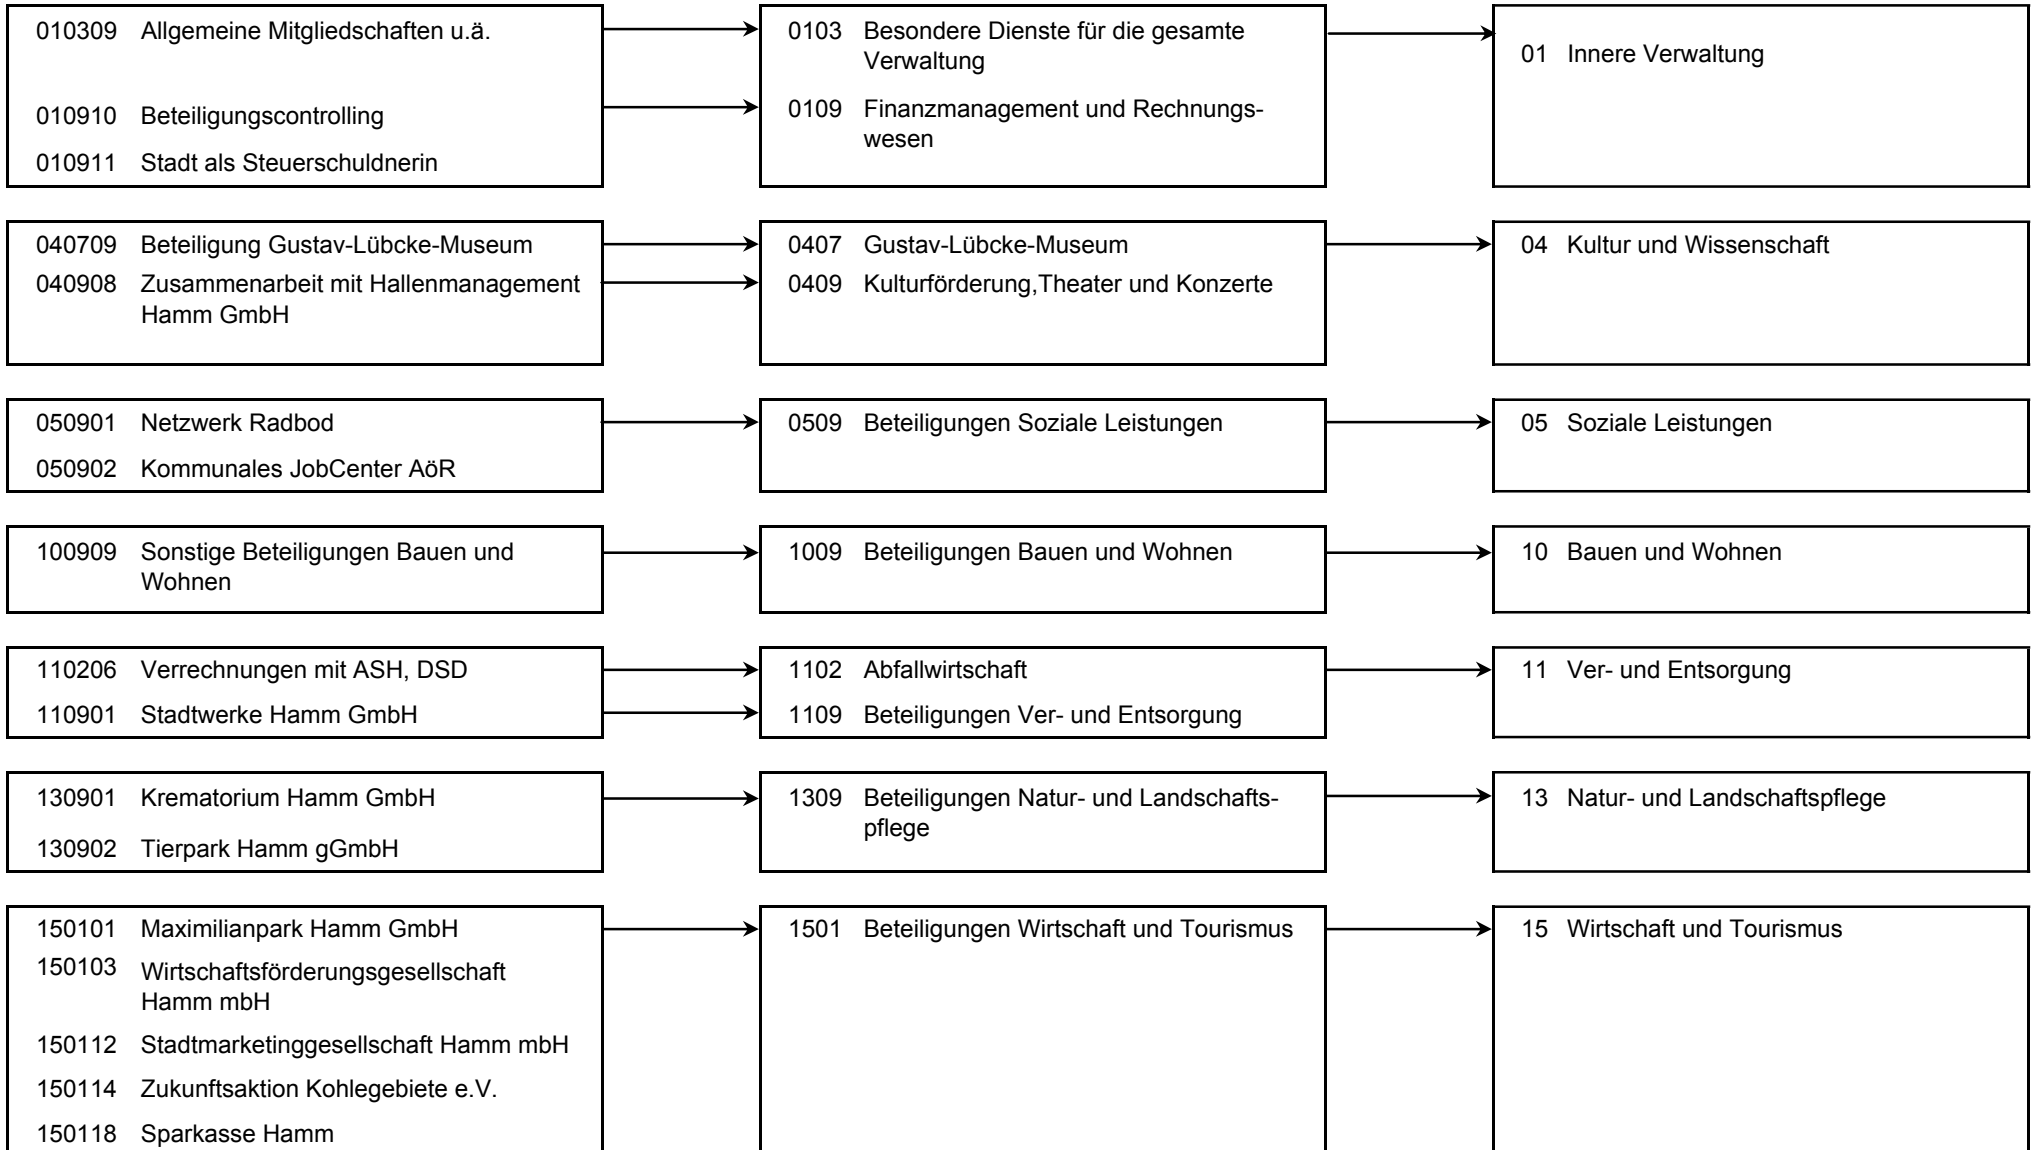 010309 Allgemeine Mitgliedschaften u.ä.
010910 Beteiligungscontrolling
010911 Stadt als Steuerschuldnerin
0103 Besondere Dienste für die gesamte
Verwaltung
0109 Finanzmanagement und Rechnungs-
wesen
01 Innere Verwaltung
040709 Beteiligung Gustav-Lübcke-Museum
040908 Zusammenarbeit mit Hallenmanagement
Hamm GmbH
0407 Gustav-Lübcke-Museum
0409 Kulturförderung,Theater und Konzerte
04 Kultur und Wissenschaft
050901 Netzwerk Radbod
050902 Kommunales JobCenter AöR
0509 Beteiligungen Soziale Leistungen
05 Soziale Leistungen
100909 Sonstige Beteiligungen Bauen und
Wohnen
1009 Beteiligungen Bauen und Wohnen
10 Bauen und Wohnen
110206 Verrechnungen mit ASH, DSD
110901 Stadtwerke Hamm GmbH
1102 Abfallwirtschaft
1109 Beteiligungen Ver- und Entsorgung
11 Ver- und Entsorgung
130901 Krematorium Hamm GmbH
130902 Tierpark Hamm gGmbH
1309 Beteiligungen Natur- und Landschafts-
pflege
13 Natur- und Landschaftspflege
150101 Maximilianpark Hamm GmbH
150103 Wirtschaftsförderungsgesellschaft
Hamm mbH
150112 Stadtmarketinggesellschaft Hamm mbH
150114 Zukunftsaktion Kohlegebiete e.V.
150118 Sparkasse Hamm
1501 Beteiligungen Wirtschaft und Tourismus
15 Wirtschaft und Tourismus